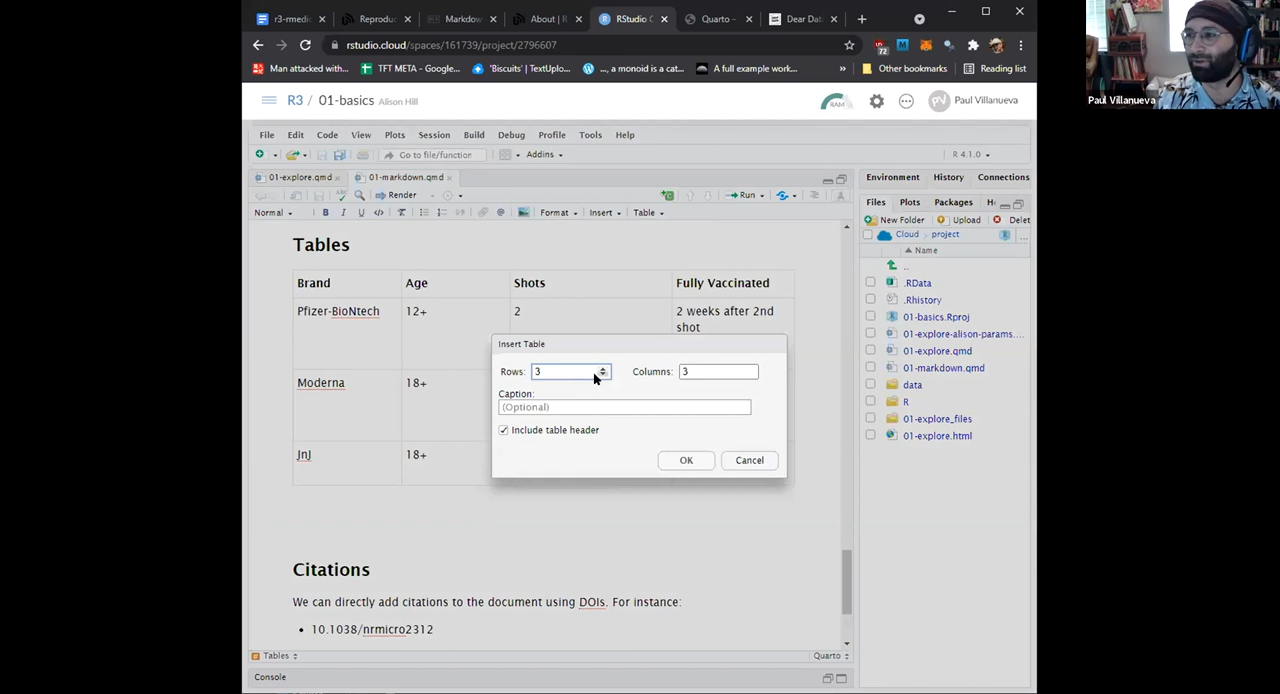 r3-medic
Reproduc
Markdow
About | R
RStudio C
Quarto –
Dear Dat
rstudio.cloud/spaces/161739/project/2796607
72
Man attacked with...
TFT META - Google...
'Biscuits' | TextUplo...
..., a monoid is a cat...
A full example work...
»
Other bookmarks
Reading list
R3 / 01-basics Alison Hill
RAM
PV Paul Villanueva
Paul Villanueva
File Edit Code View Plots Session Build Debug Profile Tools Help
Go to file/function
Addins
R 4.1.0
01-explore.qmd
01-markdown.qmd
Render
Run
Normal
B I U </>
Format
Insert
Table
Environment History Connections
Files Plots Packages H
New Folder Upload Delet
Cloud project
Name
..
.RData
.Rhistory
01-basics.Rproj
01-explore-alison-params....
01-explore.qmd
01-markdown.qmd
data
R
01-explore_files
01-explore.html
Tables
Brand Age Shots Fully Vaccinated
Pfizer-BioNtech 12+ 2 2 weeks after 2nd
shot
Moderna 18+
JnJ 18+
Insert Table
Rows: 3 Columns: 3
Caption:
(Optional)
Include table header
OK Cancel
Citations
We can directly add citations to the document using DOIs. For instance:
• 10.1038/nrmicro2312
Tables
Quarto
Console